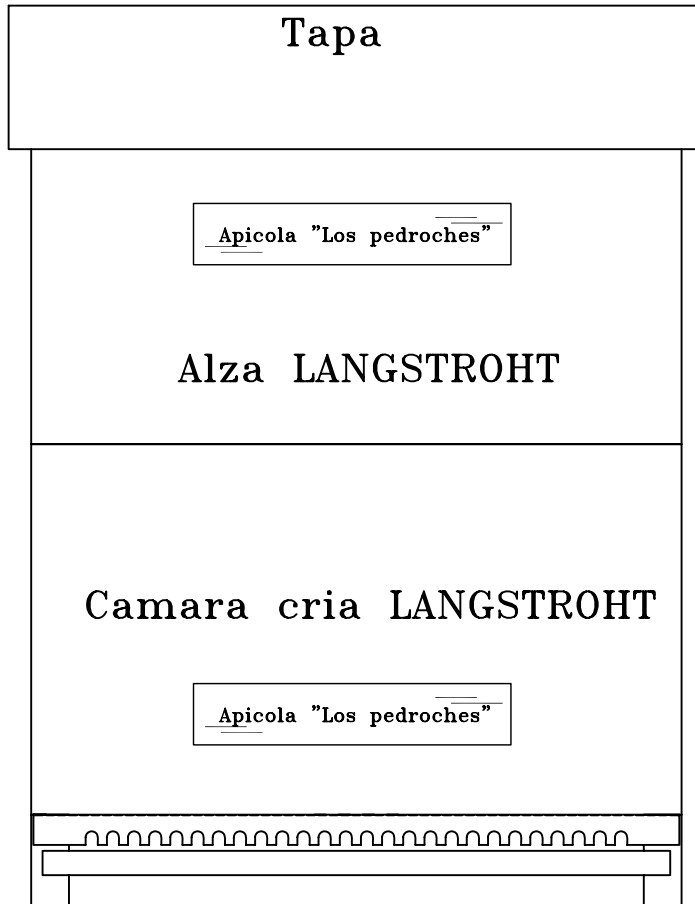 Tapa
Apicola "Los pedroches"
Alza LANGSTROHT
Camara cria LANGSTROHT
Apicola "Los pedroches"